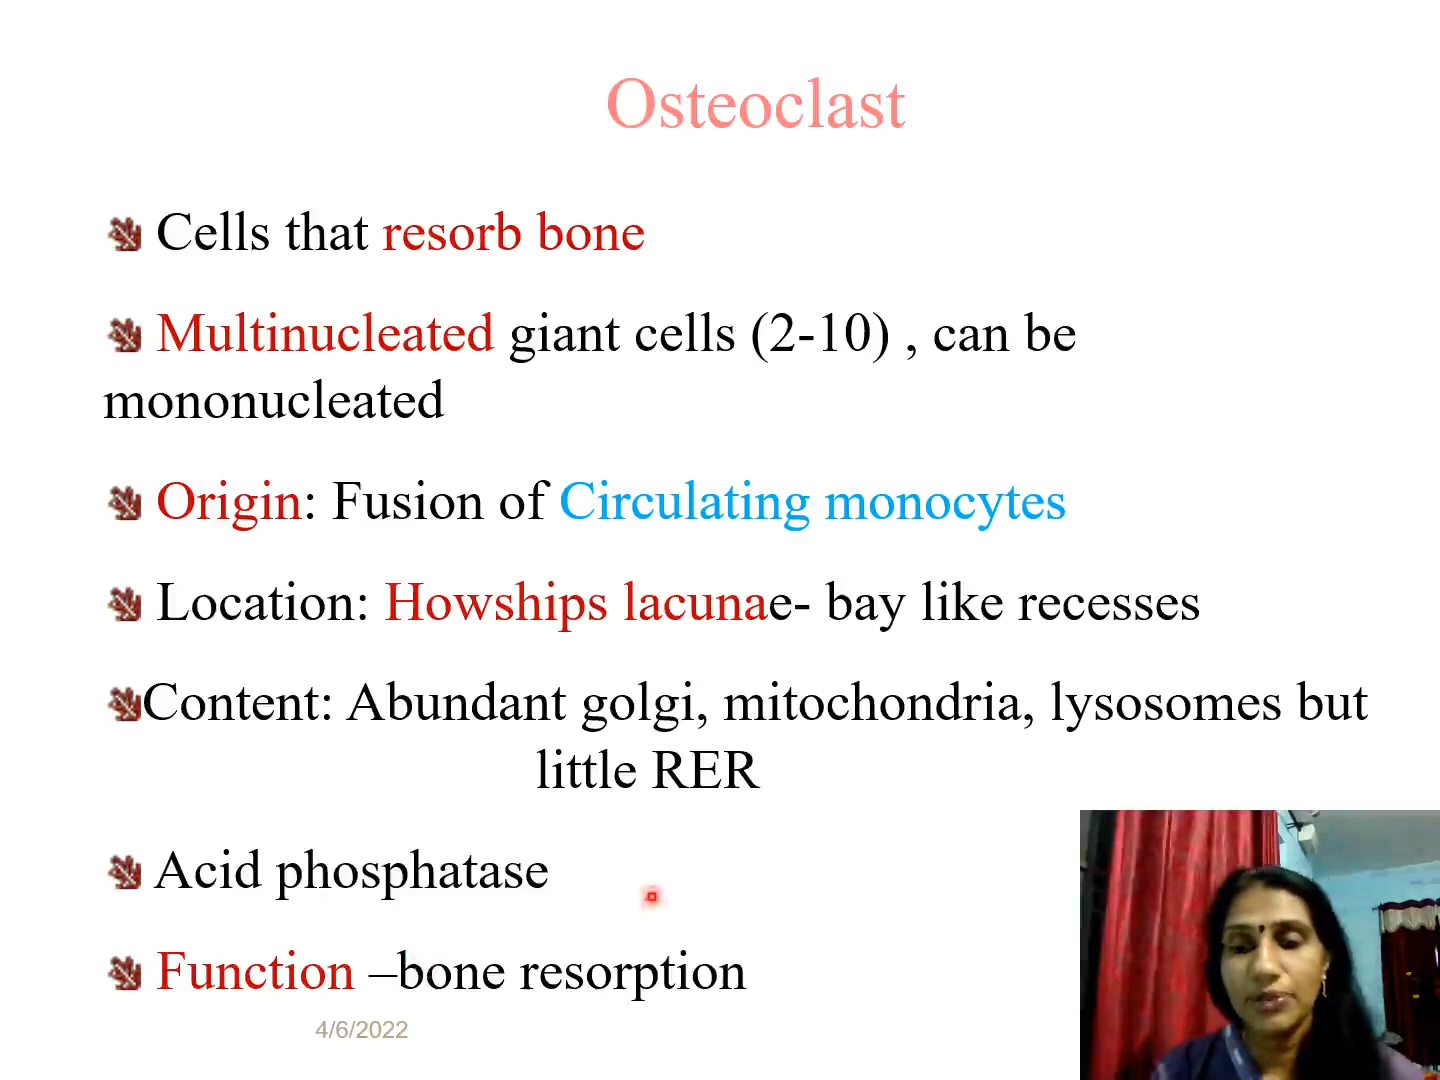 Osteoclast
Cells that resorb bone
Multinucleated giant cells (2-10) , can be
mononucleated
Origin: Fusion of Circulating monocytes
Location: Howships lacunae- bay like recesses
Content: Abundant golgi, mitochondria, lysosomes but
little RER
Acid phosphatase
Function –bone resorption
4/6/2022